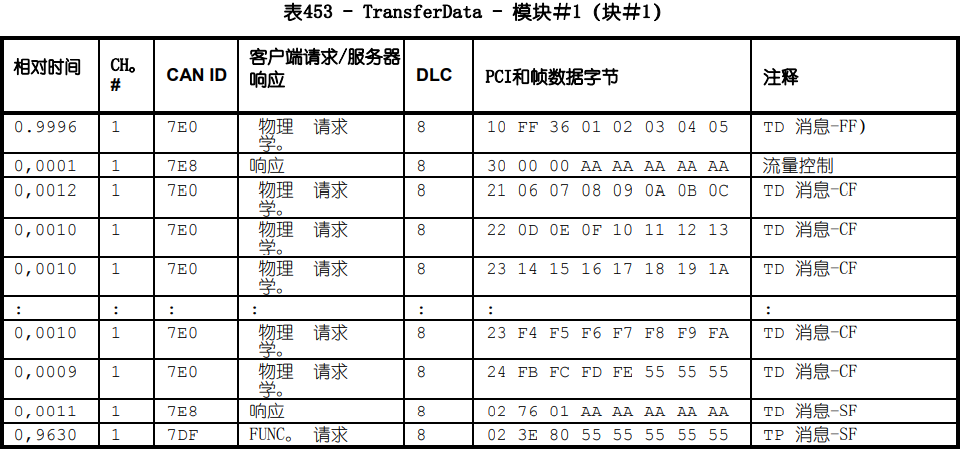 表453 - TransferData - 模块#1（块#1）
相对时间 CH。# CAN ID 客户端请求/服务器响应 DLC PCI和帧数据字节 注释
0.9996 1 7E0 物理 请求 学。 8 10 FF 36 01 02 03 04 05 TD 消息-FF)
0,0001 1 7E8 响应 8 30 00 00 AA AA AA AA AA 流量控制
0,0012 1 7E0 物理 请求 学。 8 21 06 07 08 09 0A 0B 0C TD 消息-CF
0,0010 1 7E0 物理 请求 学。 8 22 0D 0E 0F 10 11 12 13 TD 消息-CF
0,0010 1 7E0 物理 请求 学。 8 23 14 15 16 17 18 19 1A TD 消息-CF
: : : : : : :
0,0010 1 7E0 物理 请求 学。 8 23 F4 F5 F6 F7 F8 F9 FA TD 消息-CF
0,0009 1 7E0 物理 请求 学。 8 24 FB FC FD FE 55 55 55 TD 消息-CF
0,0011 1 7E8 响应 8 02 76 01 AA AA AA AA AA TD 消息-SF
0,9630 1 7DF FUNC。 请求 8 02 3E 80 55 55 55 55 55 TP 消息-SF